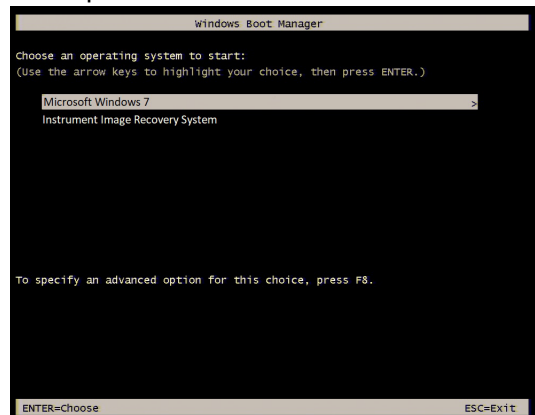 Windows Boot Manager
Choose an operating system to start:
(Use the arrow keys to highlight your choice, then press ENTER.)
Microsoft Windows 7 >
Instrument Image Recovery System
To specify an advanced option for this choice, press F8.
ENTER=Choose ESC=Exit